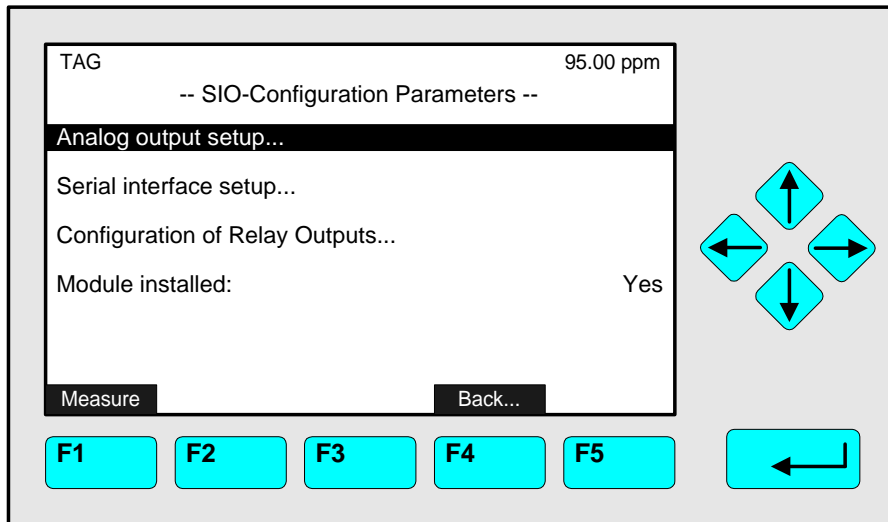 TAG 95.00 ppm
-- SIO-Configuration Parameters --
Analog output setup...
Serial interface setup...
Configuration of Relay Outputs...
Module installed: Yes
Measure Back...
F1 F2 F3 F4 F5